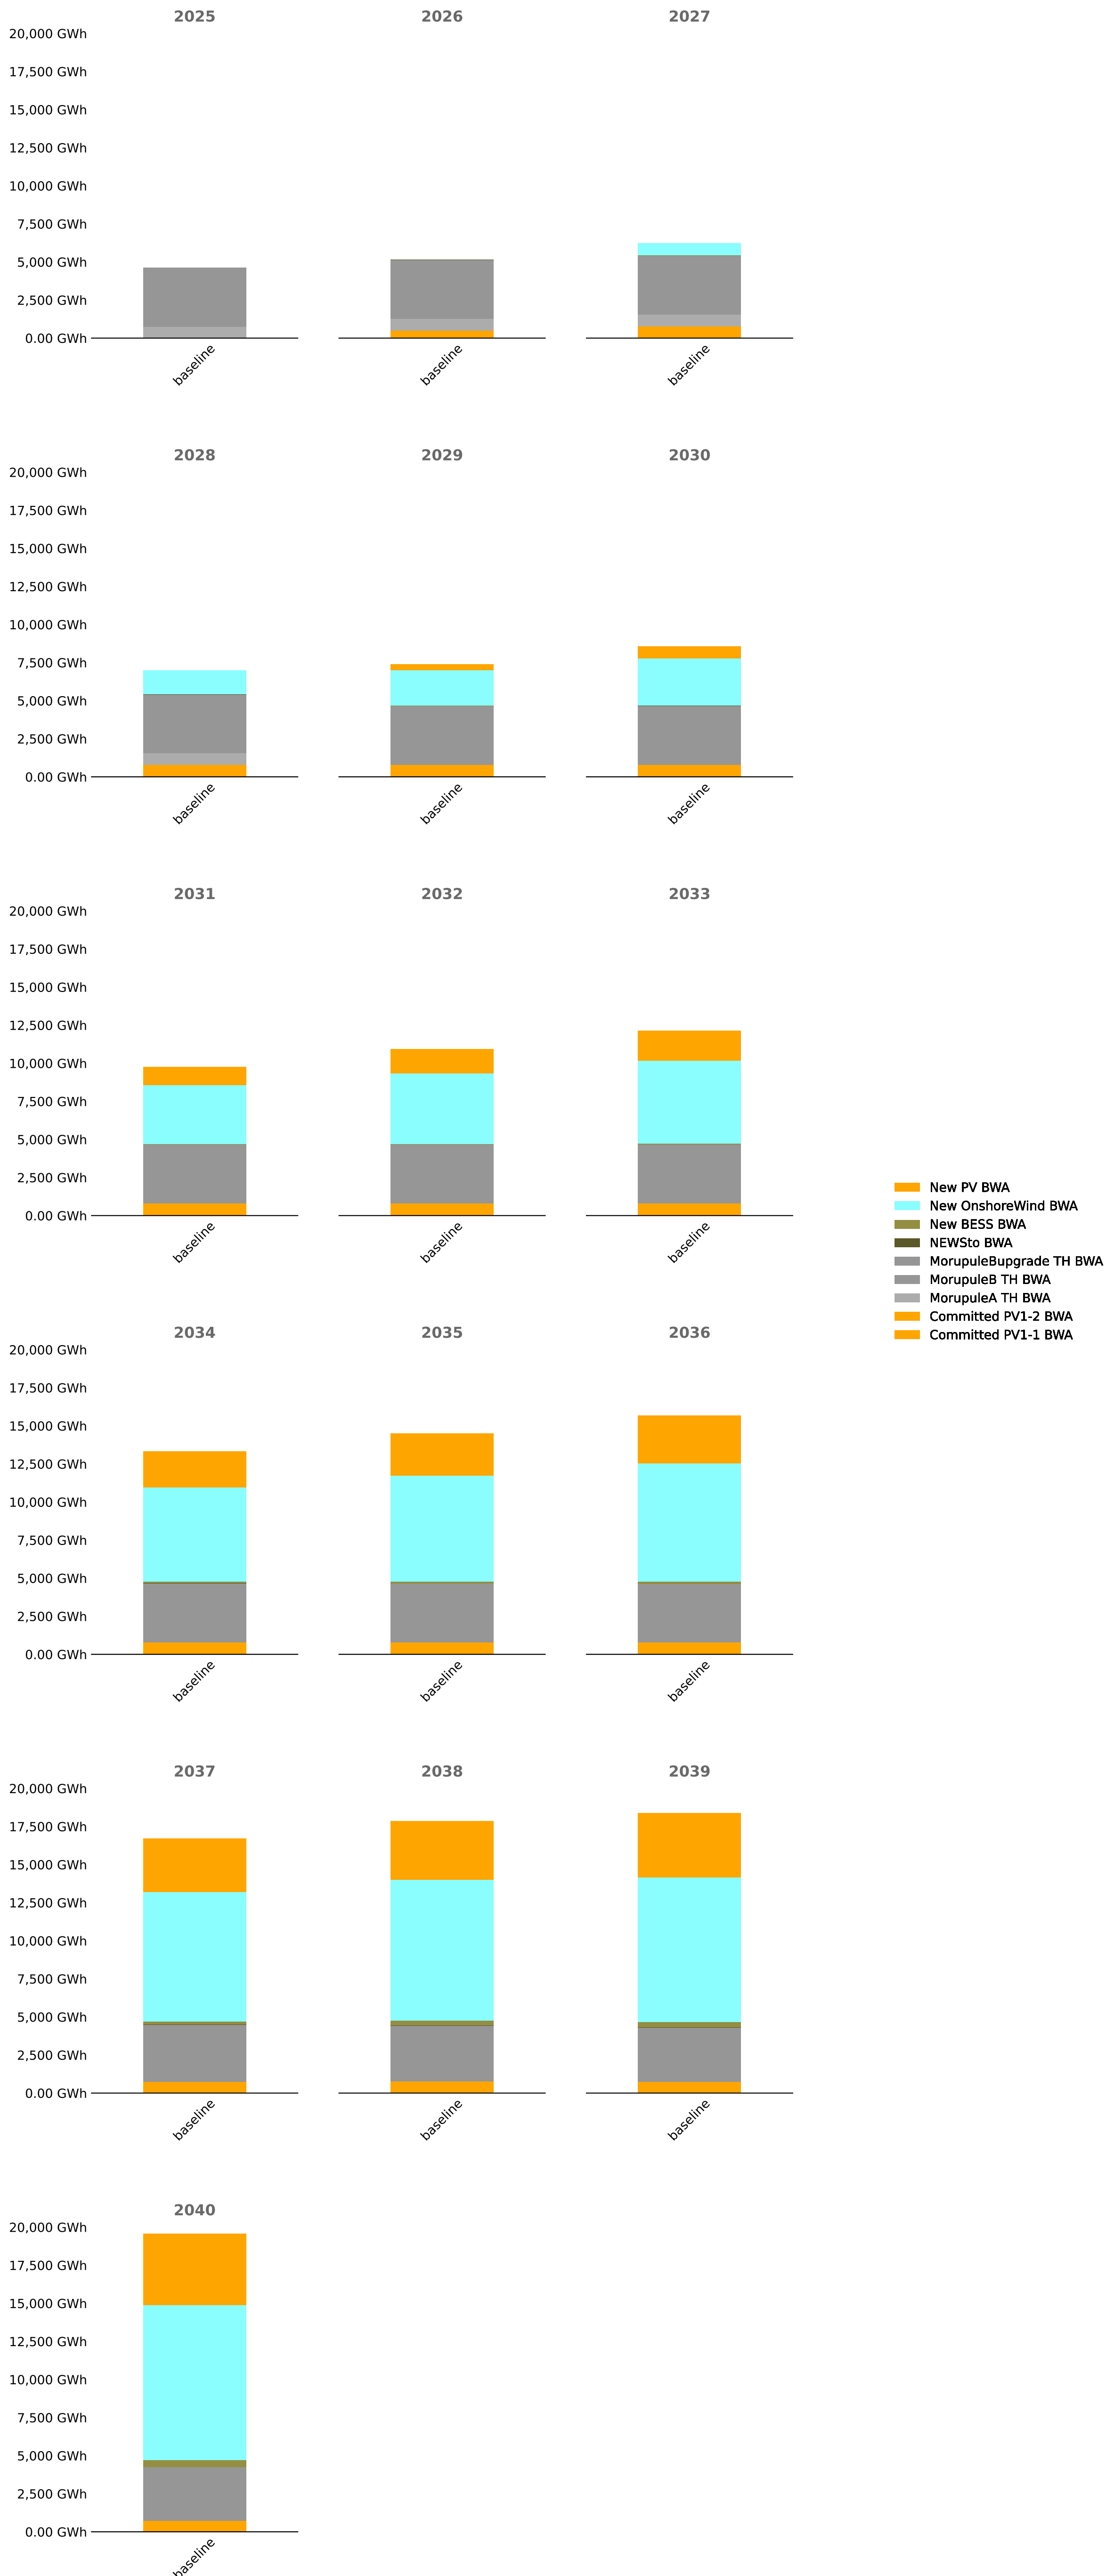 2025
2026
2027
20,000 GWh
17,500 GWh
15,000 GWh
12,500 GWh
10,000 GWh
7,500 GWh
5,000 GWh
2,500 GWh
0.00 GWh
baseline
baseline
baseline
2028
2029
2030
20,000 GWh
17,500 GWh
15,000 GWh
12,500 GWh
10,000 GWh
7,500 GWh
5,000 GWh
2,500 GWh
0.00 GWh
baseline
baseline
baseline
2031
2032
2033
20,000 GWh
17,500 GWh
15,000 GWh
12,500 GWh
10,000 GWh
7,500 GWh
5,000 GWh
2,500 GWh
0.00 GWh
baseline
baseline
baseline
New PV BWA
New OnshoreWind BWA
New BESS BWA
NEWSto BWA
MorupuleBupgrade TH BWA
MorupuleB TH BWA
MorupuleA TH BWA
Committed PV1-2 BWA
Committed PV1-1 BWA
2034
2035
2036
20,000 GWh
17,500 GWh
15,000 GWh
12,500 GWh
10,000 GWh
7,500 GWh
5,000 GWh
2,500 GWh
0.00 GWh
baseline
baseline
baseline
2037
2038
2039
20,000 GWh
17,500 GWh
15,000 GWh
12,500 GWh
10,000 GWh
7,500 GWh
5,000 GWh
2,500 GWh
0.00 GWh
baseline
baseline
baseline
2040
20,000 GWh
17,500 GWh
15,000 GWh
12,500 GWh
10,000 GWh
7,500 GWh
5,000 GWh
2,500 GWh
0.00 GWh
baseline